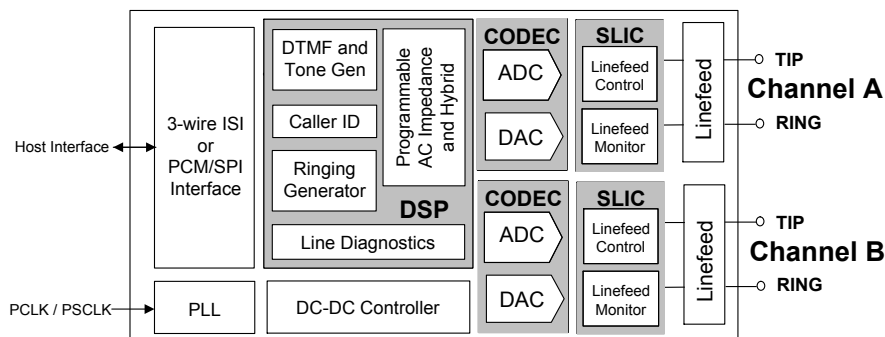 Host Interface
PCLK / PSCLK
3-wire ISI
or
PCM/SPI
Interface
PLL
DTMF and
Tone Gen
Caller ID
Ringing
Generator
Programmable
AC Impedance
and Hybrid
DSP
Line Diagnostics
DC-DC Controller
CODEC
ADC
DAC
SLIC
Linefeed
Control
Linefeed
Monitor
Linefeed
TIP
Channel A
RING
CODEC
ADC
DAC
SLIC
Linefeed
Control
Linefeed
Monitor
Linefeed
TIP
Channel B
RING